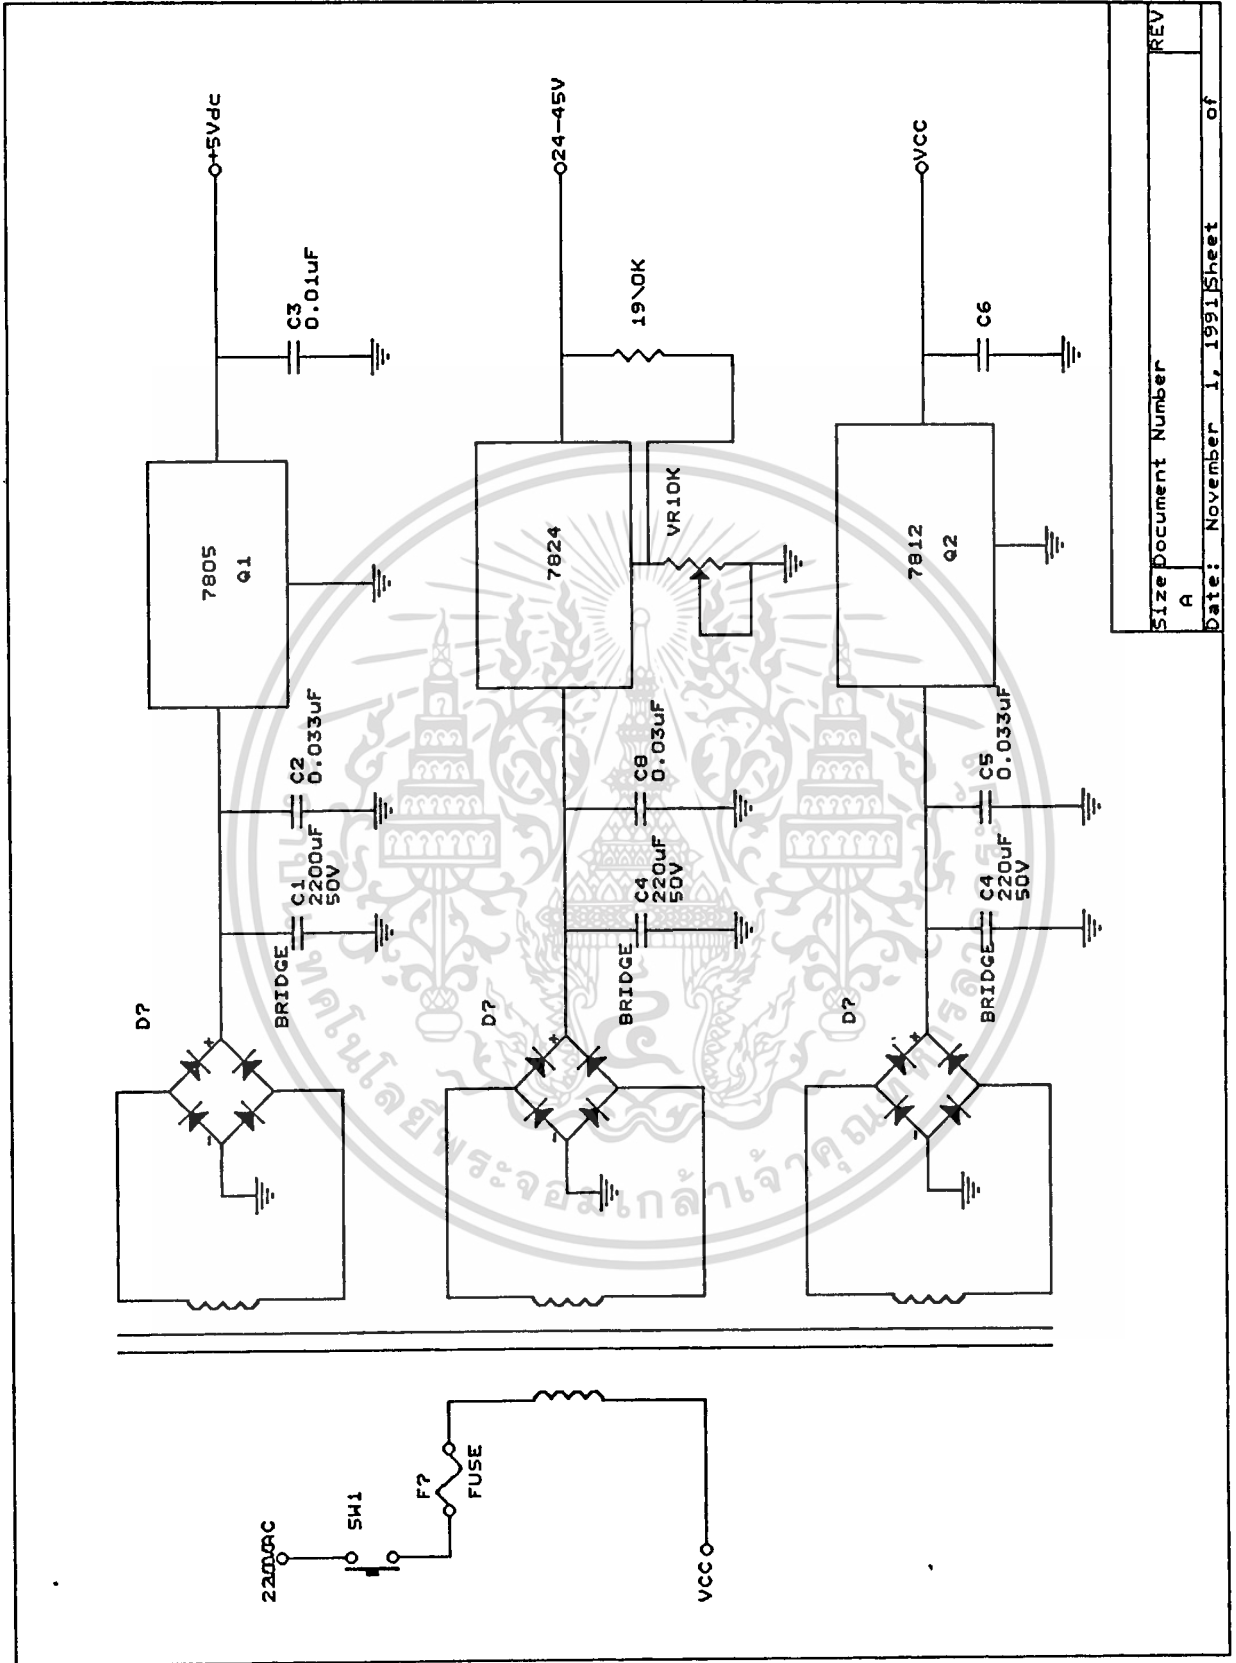 220VAC
SW1
F?
FUSE
VCC
D?
BRIDGE
C1
2200uF
50V
C2
0.033uF
7805
Q1
C3
0.01uF
+5Vdc
D?
BRIDGE
C4
220uF
50V
C8
0.03uF
7824
VR10K
19\0K
24-45V
D?
BRIDGE
C4
220uF
50V
C5
0.033uF
7812
Q2
C6
VCC
Size Document Number
REV
A
Date: November 1, 1991 Sheet of